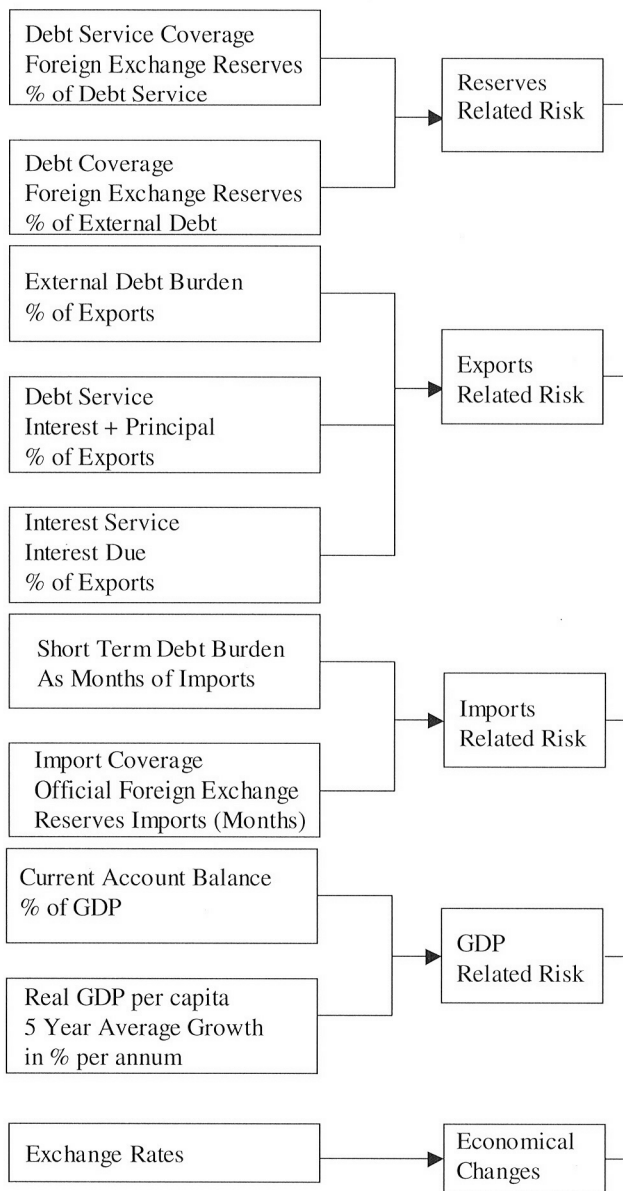 Debt Service Coverage
Foreign Exchange Reserves
% of Debt Service
Reserves
Related Risk
Debt Coverage
Foreign Exchange Reserves
% of External Debt
External Debt Burden
% of Exports
Exports
Related Risk
Debt Service
Interest + Principal
% of Exports
Interest Service
Interest Due
% of Exports
Short Term Debt Burden
As Months of Imports
Imports
Related Risk
Import Coverage
Official Foreign Exchange
Reserves Imports (Months)
Current Account Balance
% of GDP
GDP
Related Risk
Real GDP per capita
5 Year Average Growth
in % per annum
Exchange Rates
Economical
Changes